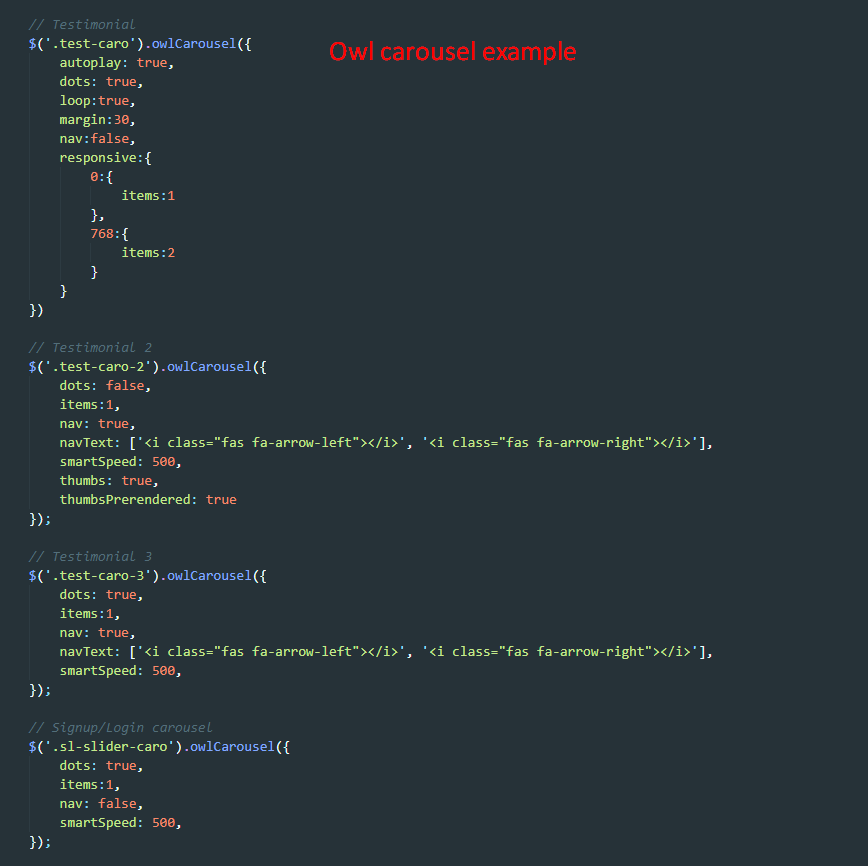 // Testimonial
$('.test-caro').owlCarousel({
Owl carousel example
    autoplay: true,
    dots: true,
    loop:true,
    margin:30,
    nav:false,
    responsive:{
        0:{
            items:1
        },
        768:{
            items:2
        }
    }
})
// Testimonial 2
$('.test-caro-2').owlCarousel({
    dots: false,
    items:1,
    nav: true,
    navText: ['<i class="fas fa-arrow-left"></i>', '<i class="fas fa-arrow-right"></i>'],
    smartSpeed: 500,
    thumbs: true,
    thumbsPrerendered: true
});
// Testimonial 3
$('.test-caro-3').owlCarousel({
    dots: true,
    items:1,
    nav: true,
    navText: ['<i class="fas fa-arrow-left"></i>', '<i class="fas fa-arrow-right"></i>'],
    smartSpeed: 500,
});
// Signup/Login carousel
$('.sl-slider-caro').owlCarousel({
    dots: true,
    items:1,
    nav: false,
    smartSpeed: 500,
});